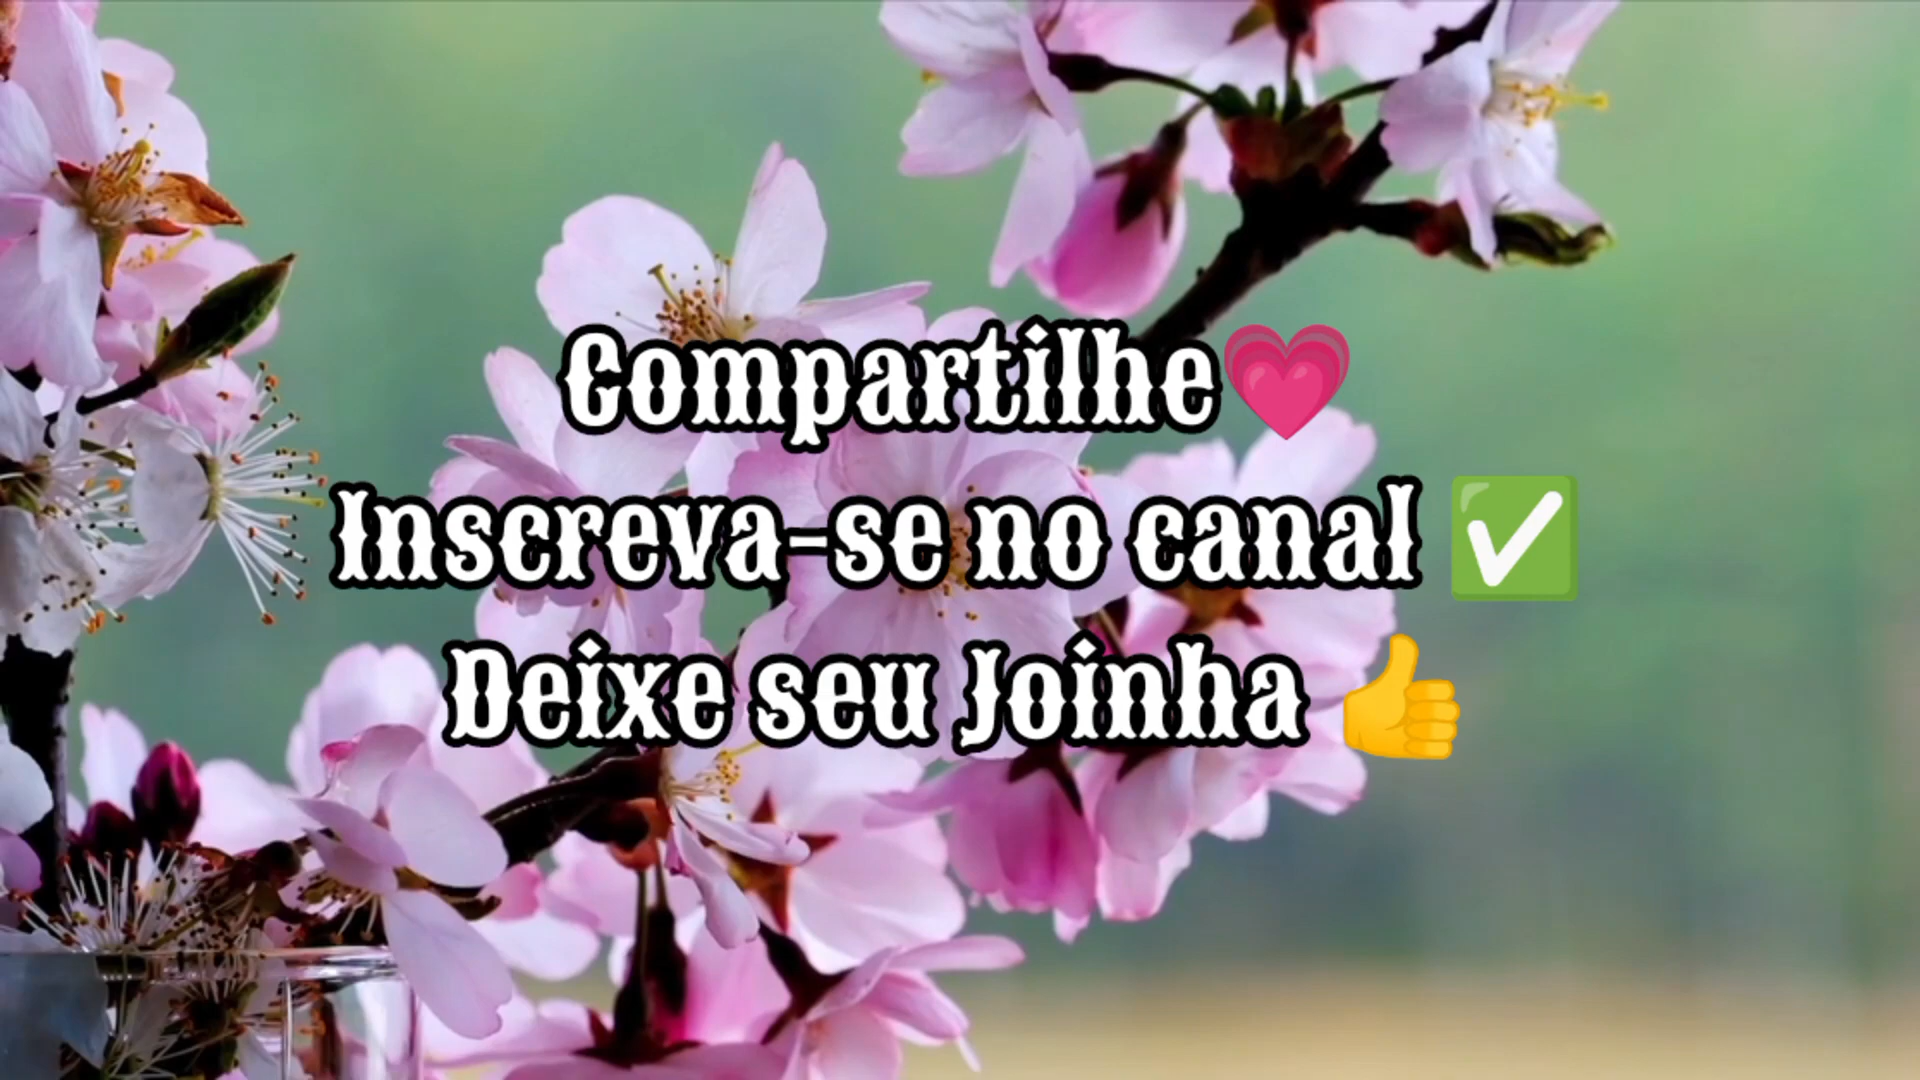 Compartilhe💗
Inscreva-se no canal ✅
Deixe seu Joinha 👍